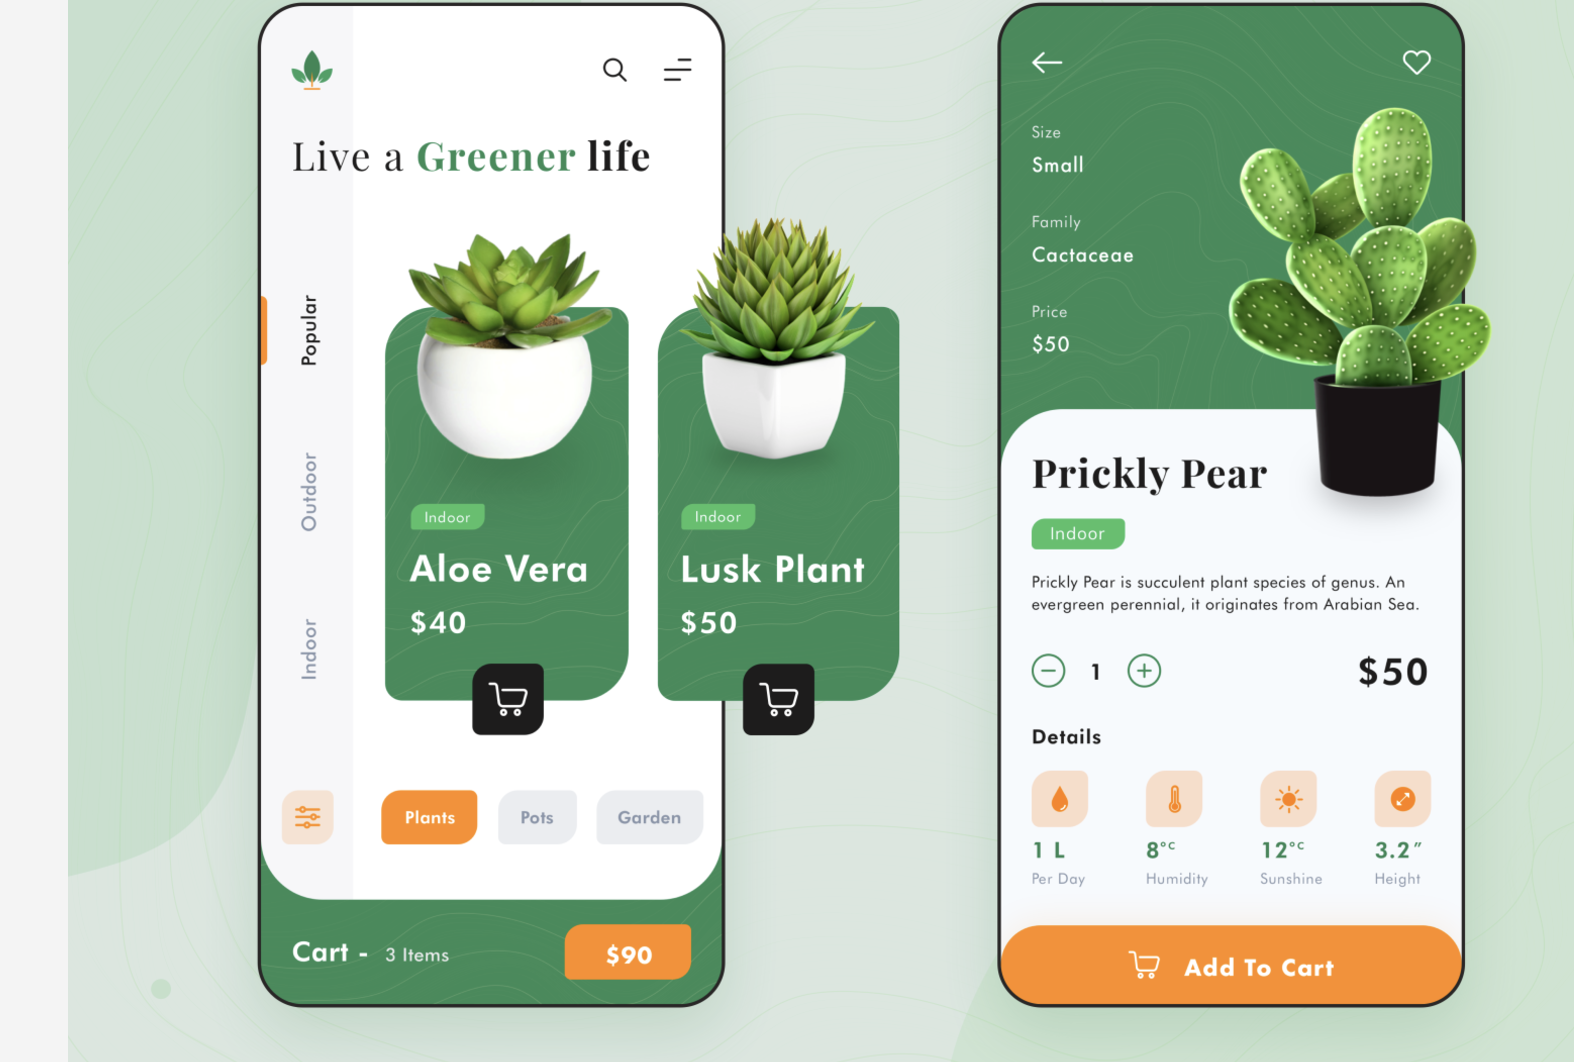 Live a Greener life
Popular
Outdoor
Indoor
Indoor
Aloe Vera
$40
Indoor
Lusk Plant
$50
Plants
Pots
Garden
Cart - 3 Items
$90
Size
Small
Family
Cactaceae
Price
$50
Prickly Pear
Indoor
Prickly Pear is succulent plant species of genus. An
evergreen perennial, it originates from Arabian Sea.
1
$50
Details
1 L
Per Day
8°C
Humidity
12°C
Sunshine
3.2″
Height
Add To Cart